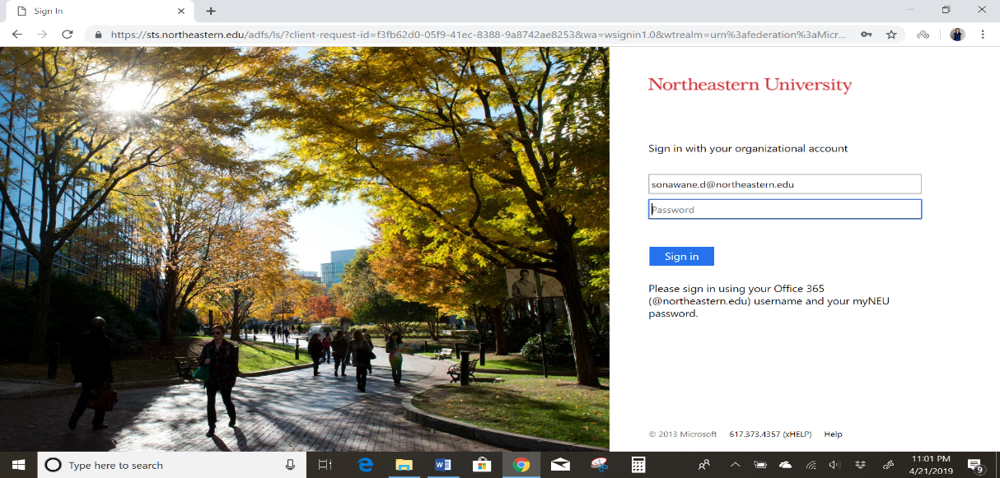 Sign In
https://sts.northeastern.edu/adfs/ls/?client-request-id=f3fb62d0-05f9-41ec-8388-9a8742ae8253&wa=wsignin1.0&wtrealm=urn%3afederation%3aMicr...
Northeastern University
Sign in with your organizational account
sonawane.d@northeastern.edu
Password
Sign in
Please sign in using your Office 365
(@northeastern.edu) username and your myNEU
password.
© 2013 Microsoft 617.373.4357 (xHELP) Help
Type here to search
11:01 PM
4/21/2019
9